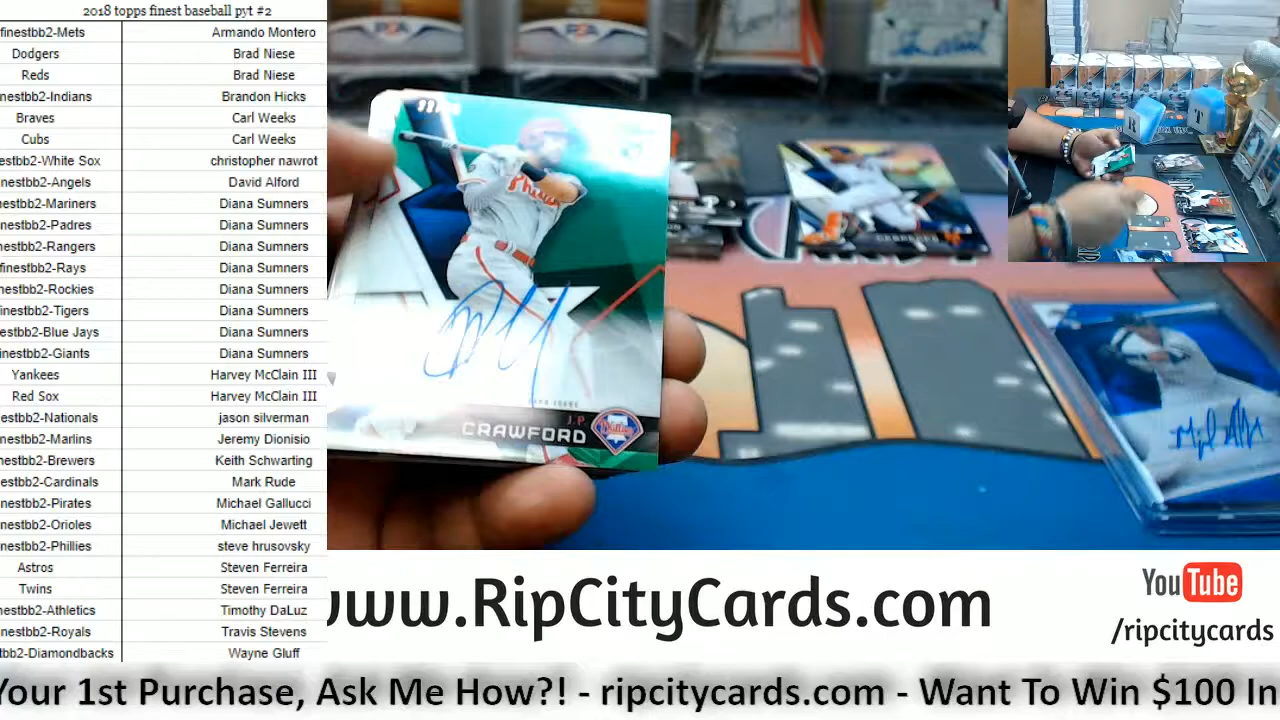 2018 topps finest baseball pyt #2
finestbb2-Mets Armando Montero
Dodgers Brad Niese
Reds Brad Niese
nestbb2-Indians Brandon Hicks
Braves Carl Weeks
Cubs Carl Weeks
estbb2-White Sox christopher nawrot
nestbb2-Angels David Alford
nestbb2-Mariners Diana Sumners
nestbb2-Padres Diana Sumners
nestbb2-Rangers Diana Sumners
finestbb2-Rays Diana Sumners
nestbb2-Rockies Diana Sumners
finestbb2-Tigers Diana Sumners
estbb2-Blue Jays Diana Sumners
inestbb2-Giants Diana Sumners
Yankees Harvey McClain III
Red Sox Harvey McClain III
estbb2-Nationals jason silverman
nestbb2-Marlins Jeremy Dionisio
nestbb2-Brewers Keith Schwarting
nestbb2-Cardinals Mark Rude
nestbb2-Pirates Michael Gallucci
nestbb2-Orioles Michael Jewett
nestbb2-Phillies steve hrusovsky
Astros Steven Ferreira
Twins Steven Ferreira
nestbb2-Athletics Timothy DaLuz
nestbb2-Royals Travis Stevens
tbb2-Diamondbacks Wayne Gluff
J.P.
CRAWFORD
Phillies
www.RipCityCards.com
YouTube
/ripcitycards
Your 1st Purchase, Ask Me How?! - ripcitycards.com - Want To Win $100 In